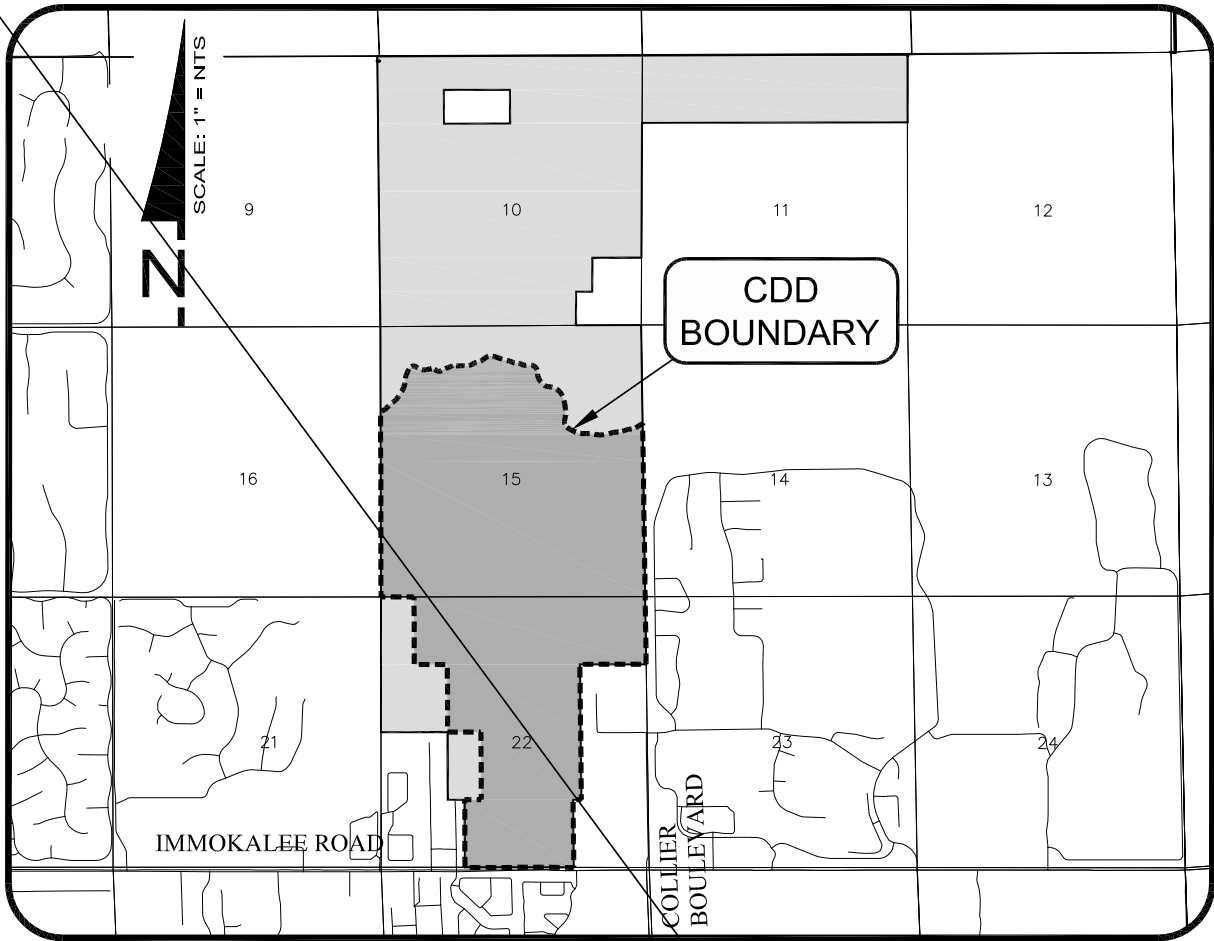 SCALE: 1" = NTS
N
9
10
11
12
CDD
BOUNDARY
16
15
14
13
21
22
23
24
IMMOKALEE ROAD
COLLIER
BOULEVARD